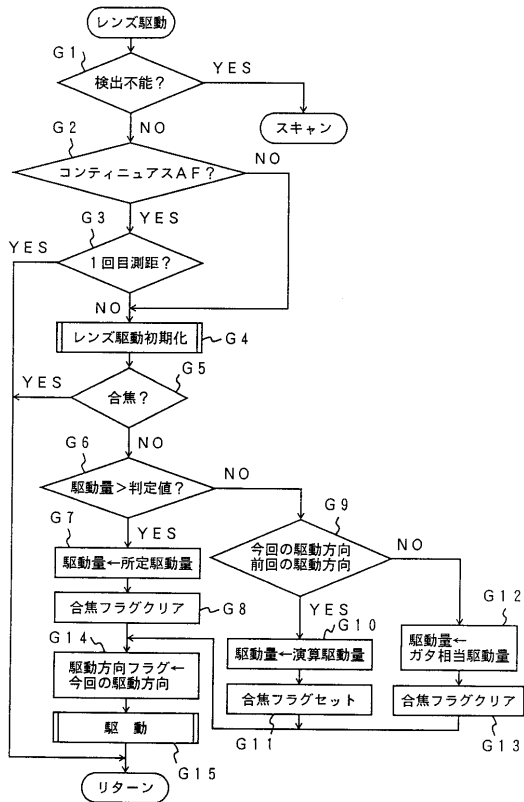 レンズ駆動
G1
検出不能?
YES
スキャン
NO
G2
コンティニュアスAF?
NO
YES
G3
YES
1回目測距?
NO
レンズ駆動初期化
G4
G5
YES
合焦?
NO
G6
駆動量>判定値?
NO
YES
G7
駆動量←所定駆動量
合焦フラグクリア
G8
G9
今回の駆動方向
前回の駆動方向
NO
YES
G10
駆動量←演算駆動量
合焦フラグセット
G11
G12
駆動量←
ガタ相当駆動量
合焦フラグクリア
G13
G14
駆動方向フラグ←
今回の駆動方向
駆 動
G15
リターン